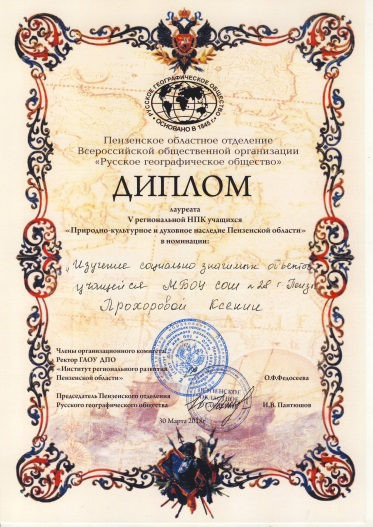 РУССКОЕ ГЕОГРАФИЧЕСКОЕ ОБЩЕСТВО
ОСНОВАНО В 1845 г.
Пензенское областное отделение
Всероссийской общественной организации
«Русское географическое общество»
ДИПЛОМ
лауреата
V региональной НПК учащихся
«Природно-культурное и духовное наследие Пензенской области»
в номинации:
„Изучение социально значимых объектов
учащейся МБОУ СОШ №28 г Пензы
Прохоровой Ксении
Члены организационного комитета:
Ректор ГАОУ ДПО
«Институт регионального развития
Пензенской области»
О.Ф.Федосеева
Председатель Пензенского отделения
Русского географического общества
И.В. Пантюшов
ПЕНЗЕНСКОЕ
30 Марта 2018г.